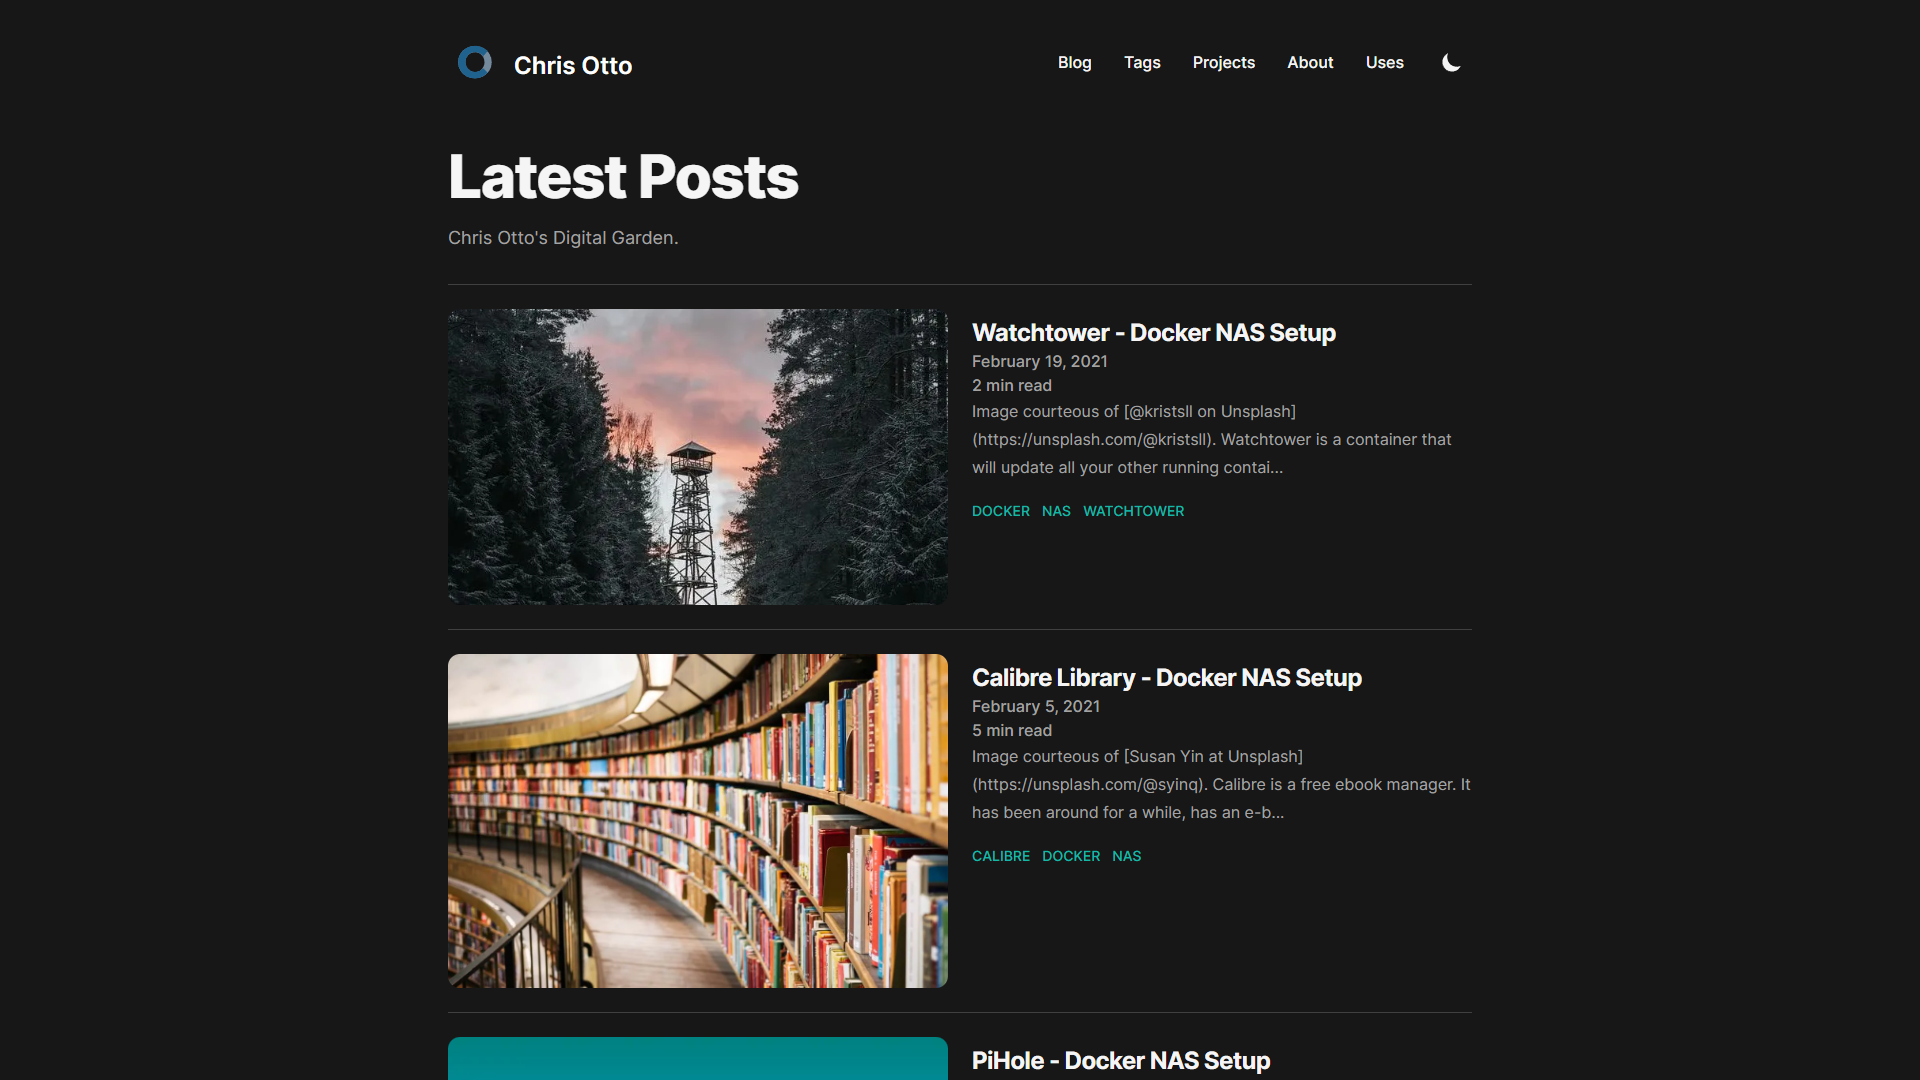 Chris Otto
Blog
Tags
Projects
About
Uses
Latest Posts
Chris Otto's Digital Garden.
Watchtower - Docker NAS Setup
February 19, 2021
2 min read
Image courteous of [@kristsll on Unsplash]
(https://unsplash.com/@kristsll). Watchtower is a container that
will update all your other running contai...
DOCKER NAS WATCHTOWER
Calibre Library - Docker NAS Setup
February 5, 2021
5 min read
Image courteous of [Susan Yin at Unsplash]
(https://unsplash.com/@syinq). Calibre is a free ebook manager. It
has been around for a while, has an e-b...
CALIBRE DOCKER NAS
PiHole - Docker NAS Setup